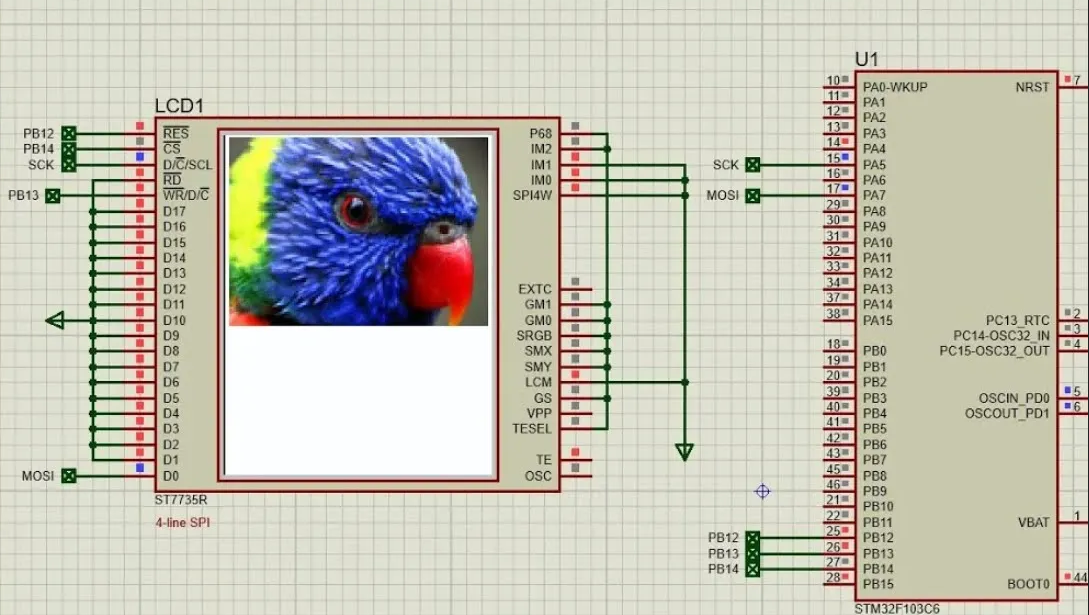 LCD1
PB12
PB14
SCK
PB13
MOSI
RES
CS
D/C/SCL
RD
WR/D/C
D17
D16
D15
D14
D13
D12
D11
D10
D9
D8
D7
D6
D5
D4
D3
D2
D1
D0
P68
IM2
IM1
IM0
SPI4W
EXTC
GM1
GM0
SRGB
SMX
SMY
LCM
GS
VPP
TESEL
TE
OSC
ST7735R
4-line SPI
U1
SCK
MOSI
PB12
PB13
PB14
10 PA0-WKUP
11 PA1
12 PA2
13 PA3
14 PA4
15 PA5
16 PA6
17 PA7
29 PA8
30 PA9
31 PA10
32 PA11
33 PA12
34 PA13
37 PA14
38 PA15
18 PB0
19 PB1
20 PB2
39 PB3
40 PB4
41 PB5
42 PB6
43 PB7
45 PB8
46 PB9
21 PB10
22 PB11
25 PB12
26 PB13
27 PB14
28 PB15
NRST 7
PC13_RTC 2
PC14-OSC32_IN 3
PC15-OSC32_OUT 4
OSCIN_PD0 5
OSCOUT_PD1 6
VBAT 1
BOOT0 44
STM32F103C6